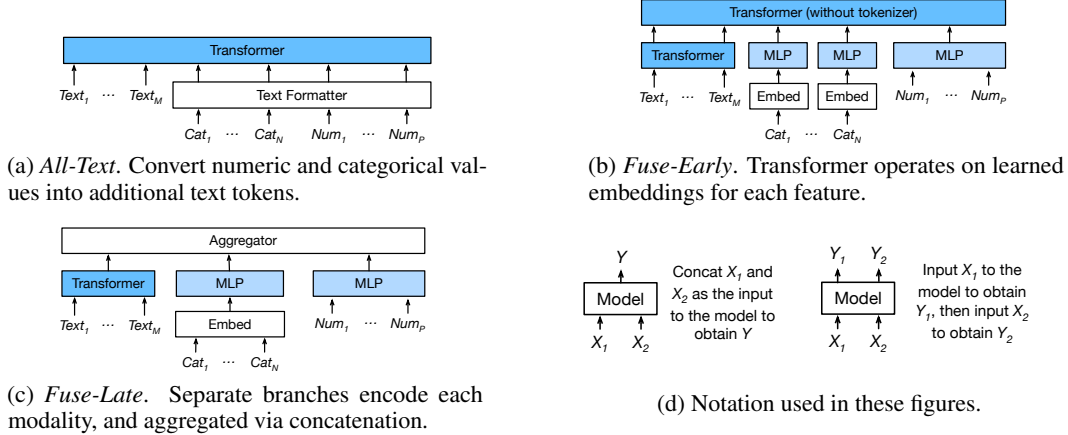 Transformer
Text1 ... TextM
Text Formatter
Cat1 ... CatN Num1 ... NumP
(a) All-Text. Convert numeric and categorical val-
ues into additional text tokens.
Transformer (without tokenizer)
Transformer MLP MLP MLP
Text1 ... TextM Embed ... Embed Num1 ... NumP
Cat1 ... CatN
(b) Fuse-Early. Transformer operates on learned
embeddings for each feature.
Aggregator
Transformer MLP MLP
Text1 ... TextM Embed Num1 ... NumP
Cat1 ... CatN
(c) Fuse-Late. Separate branches encode each
modality, and aggregated via concatenation.
Y
Model
X1 X2
Concat X1 and
X2 as the input
to the model to
obtain Y
Y1 Y2
Model
X1 X2
Input X1 to the
model to obtain
Y1, then input X2
to obtain Y2
(d) Notation used in these figures.